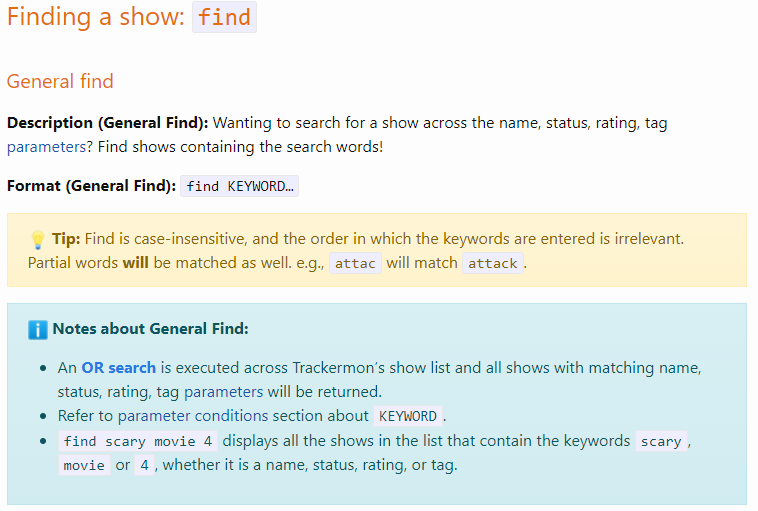 Finding a show: find
General find
Description (General Find): Wanting to search for a show across the name, status, rating, tag
parameters? Find shows containing the search words!
Format (General Find): find KEYWORD…
Tip: Find is case-insensitive, and the order in which the keywords are entered is irrelevant.
Partial words will be matched as well. e.g., attac will match attack.
Notes about General Find:
An OR search is executed across Trackermon's show list and all shows with matching name,
status, rating, tag parameters will be returned.
Refer to parameter conditions section about KEYWORD.
find scary movie 4 displays all the shows in the list that contain the keywords scary,
movie or 4, whether it is a name, status, rating, or tag.